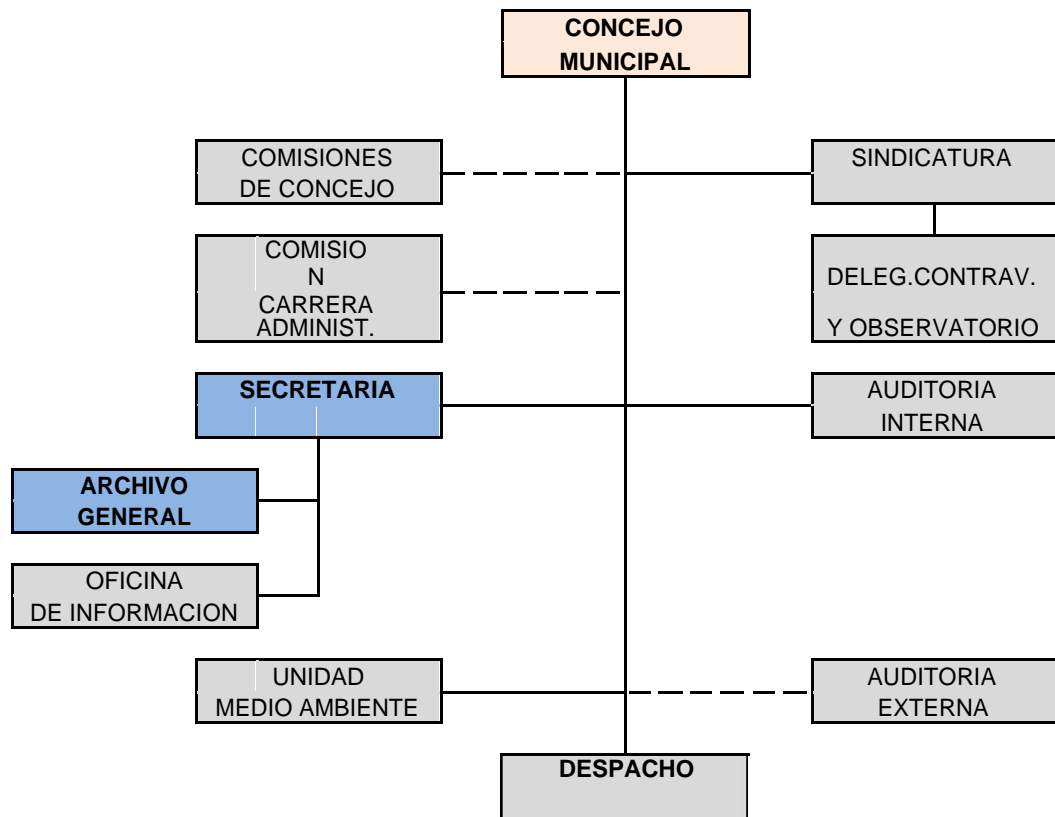 CONCEJO
MUNICIPAL
COMISIONES
DE CONCEJO
SINDICATURA
COMISIO
N
CARRERA
ADMINIST.
DELEG.CONTRAV.
Y OBSERVATORIO
SECRETARIA
AUDITORIA
INTERNA
ARCHIVO
GENERAL
OFICINA
DE INFORMACION
UNIDAD
MEDIO AMBIENTE
AUDITORIA
EXTERNA
DESPACHO